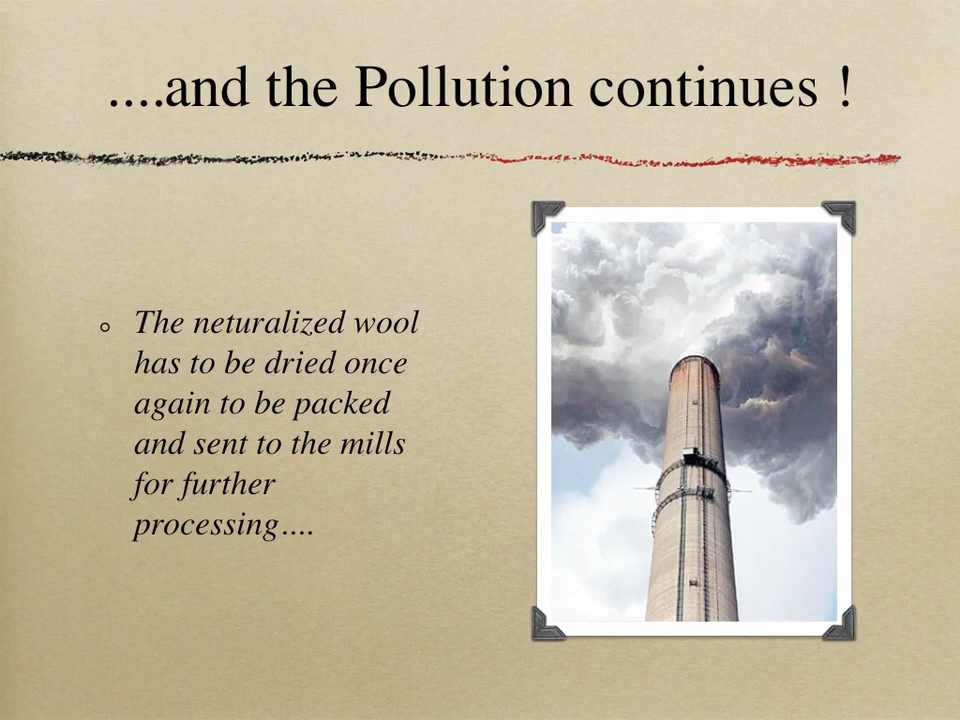 ....and the Pollution continues !
The neturalized wool
has to be dried once
again to be packed
and sent to the mills
for further
processing....